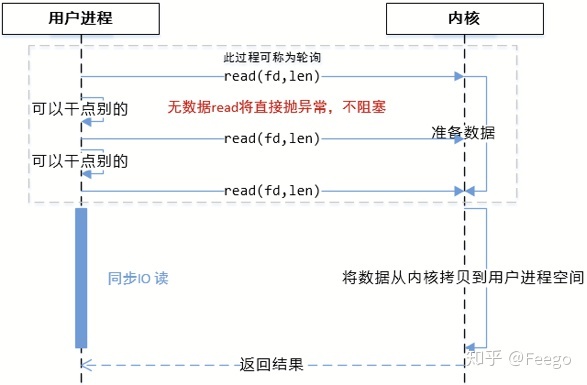 用户进程
内核
此过程可称为轮询
read(fd,len)
可以干点别的
无数据read将直接抛异常，不阻塞
准备数据
read(fd,len)
可以干点别的
read(fd,len)
同步IO 读
将数据从内核拷贝到用户进程空间
返回结果
知乎 @Feego